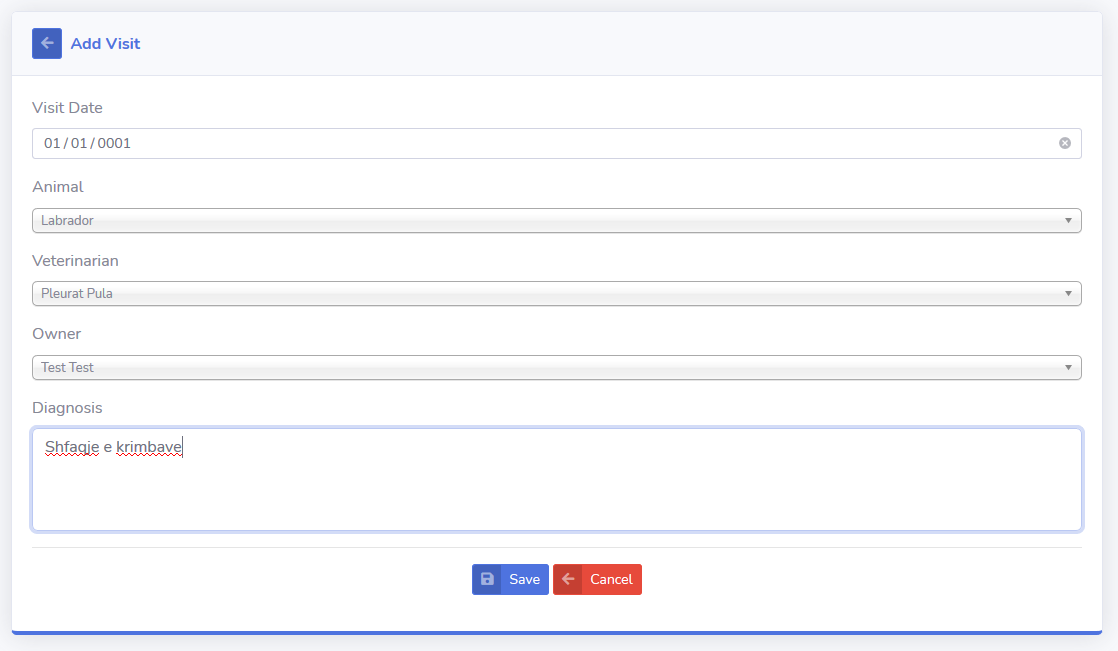 Add Visit
Visit Date
01/01/0001
Animal
Labrador
Veterinarian
Pleurat Pula
Owner
Test Test
Diagnosis
Shfaqje e krimbave
Save Cancel